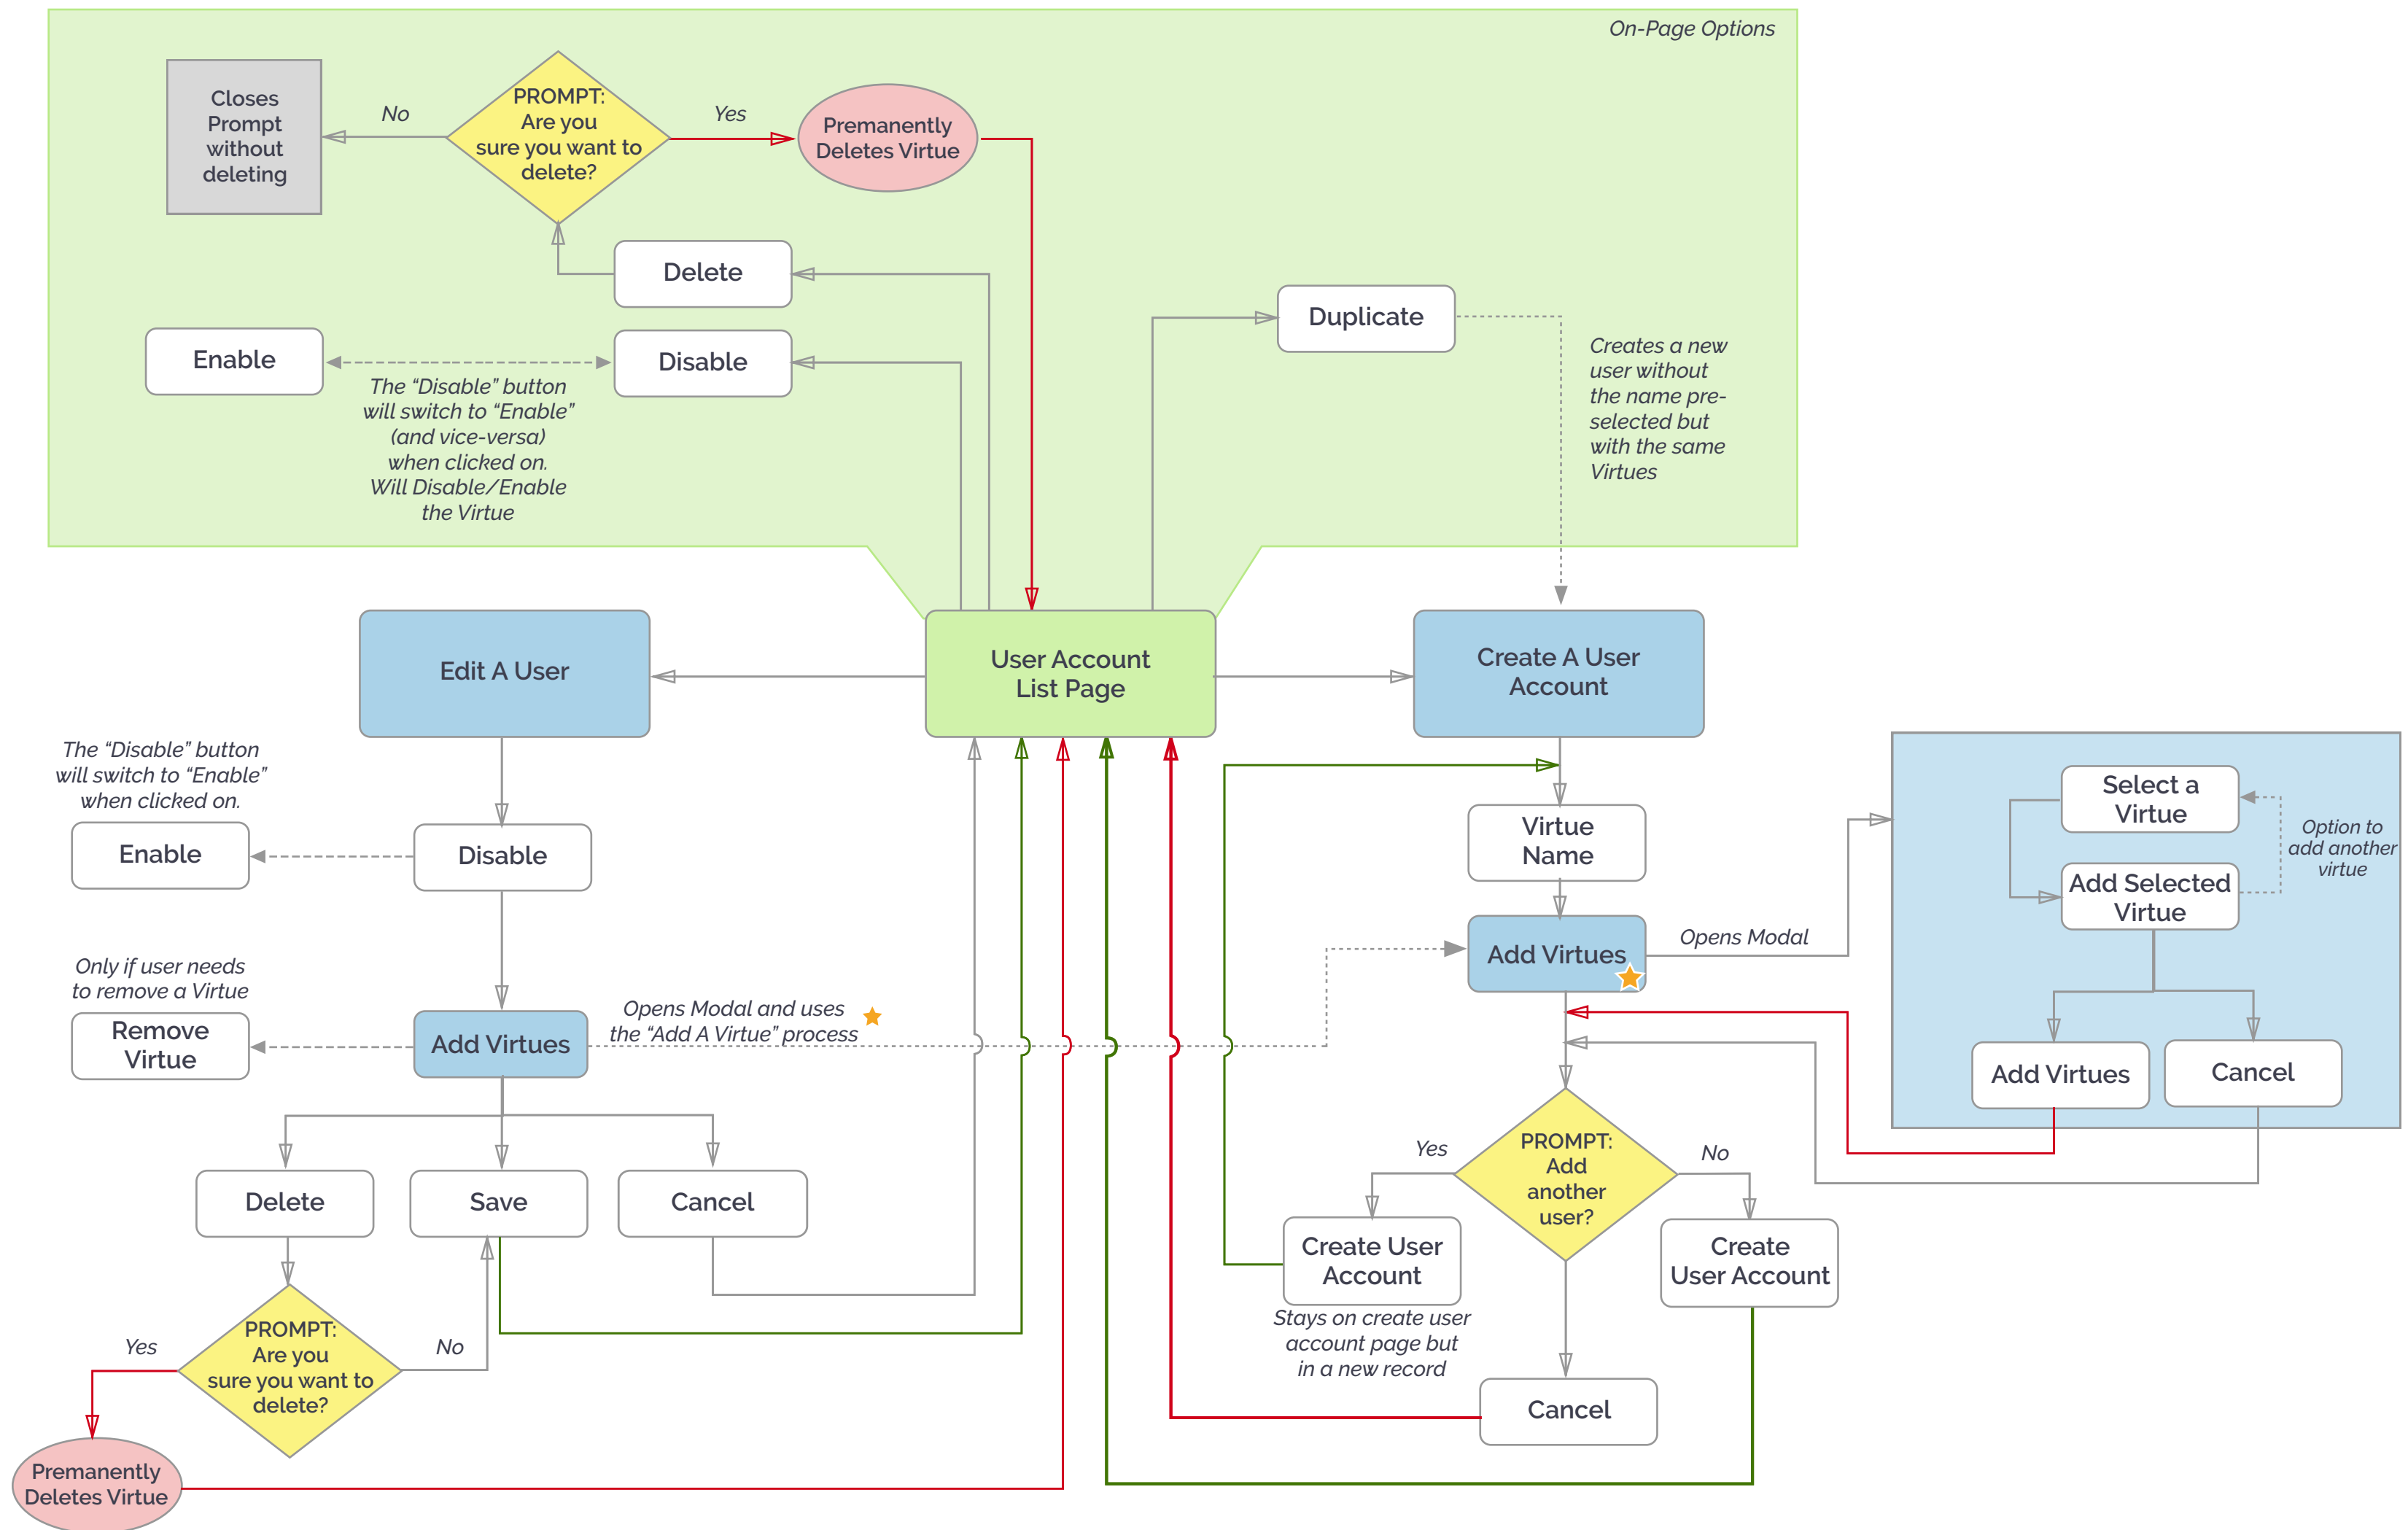 On-Page Options
Closes
Prompt
without
deleting
No
PROMPT:
Are you
sure you want to
delete?
Yes
Premanently
Deletes Virtue
Delete
Enable
Disable
The “Disable” button
will switch to “Enable”
(and vice-versa)
when clicked on.
Will Disable/Enable
the Virtue
Duplicate
Creates a new
user without
the name pre-
selected but
with the same
Virtues
Edit A User
User Account
List Page
Create A User
Account
The “Disable” button
will switch to “Enable”
when clicked on.
Enable
Disable
Only if user needs
to remove a Virtue
Remove
Virtue
Add Virtues
Opens Modal and uses
the “Add A Virtue” process
Delete
Save
Cancel
Yes
PROMPT:
Are you
sure you want to
delete?
No
Premanently
Deletes Virtue
Virtue
Name
Add Virtues
Opens Modal
Select a
Virtue
Option to
add another
virtue
Add Selected
Virtue
Add Virtues
Cancel
Yes
PROMPT:
Add
another
user?
No
Create User
Account
Stays on create user
account page but
in a new record
Create
User Account
Cancel